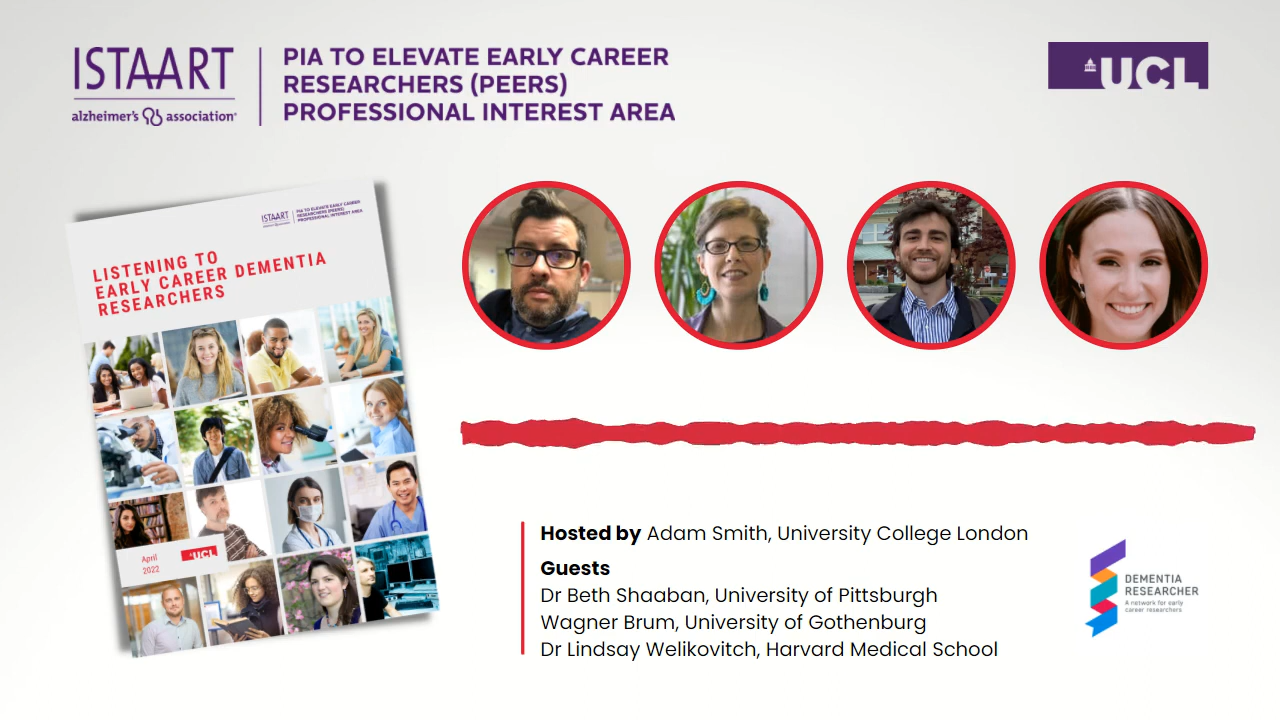 ISTAART
alzheimer's association®
PIA TO ELEVATE EARLY CAREER
RESEARCHERS (PEERS)
PROFESSIONAL INTEREST AREA
UCL
ISTAART
PIA TO ELEVATE EARLY CAREER
RESEARCHERS (PEERS)
PROFESSIONAL INTEREST AREA
LISTENING TO
EARLY CAREER DEMENTIA
RESEARCHERS
April
2022
UCL
Hosted by Adam Smith, University College London
Guests
Dr Beth Shaaban, University of Pittsburgh
Wagner Brum, University of Gothenburg
Dr Lindsay Welikovitch, Harvard Medical School
DEMENTIA
RESEARCHER
A network for early
career researchers